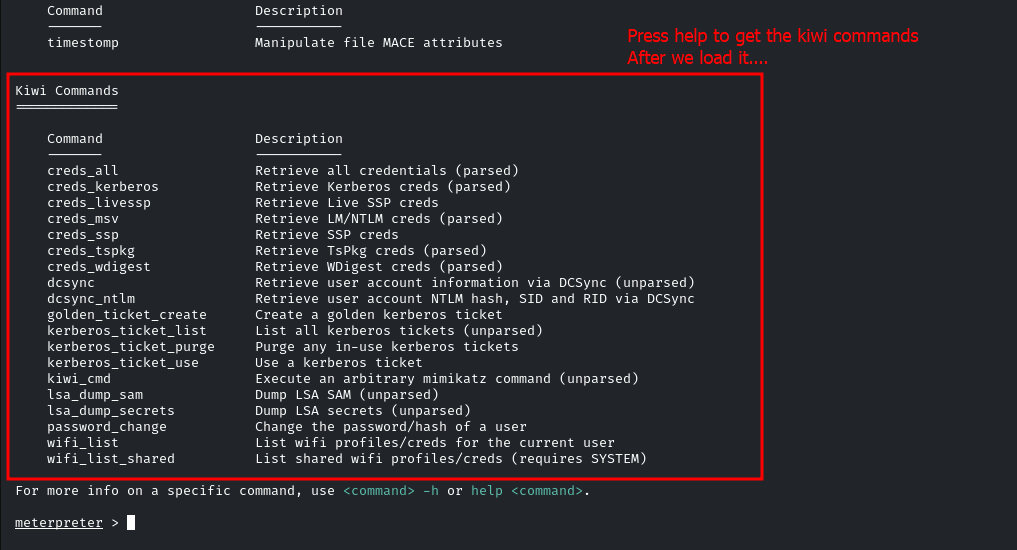 Command Description
------- -----------
timestomp Manipulate file MACE attributes
Press help to get the kiwi commands
After we load it....
Kiwi Commands
=============
Command Description
------- -----------
creds_all Retrieve all credentials (parsed)
creds_kerberos Retrieve Kerberos creds (parsed)
creds_livessp Retrieve Live SSP creds
creds_msv Retrieve LM/NTLM creds (parsed)
creds_ssp Retrieve SSP creds
creds_tspkg Retrieve TsPkg creds (parsed)
creds_wdigest Retrieve WDigest creds (parsed)
dcsync Retrieve user account information via DCSync (unparsed)
dcsync_ntlm Retrieve user account NTLM hash, SID and RID via DCSync
golden_ticket_create Create a golden kerberos ticket
kerberos_ticket_list List all kerberos tickets (unparsed)
kerberos_ticket_purge Purge any in-use kerberos tickets
kerberos_ticket_use Use a kerberos ticket
kiwi_cmd Execute an arbitrary mimikatz command (unparsed)
lsa_dump_sam Dump LSA SAM (unparsed)
lsa_dump_secrets Dump LSA secrets (unparsed)
password_change Change the password/hash of a user
wifi_list List wifi profiles/creds for the current user
wifi_list_shared List shared wifi profiles/creds (requires SYSTEM)
For more info on a specific command, use <command> -h or help <command>.
meterpreter >